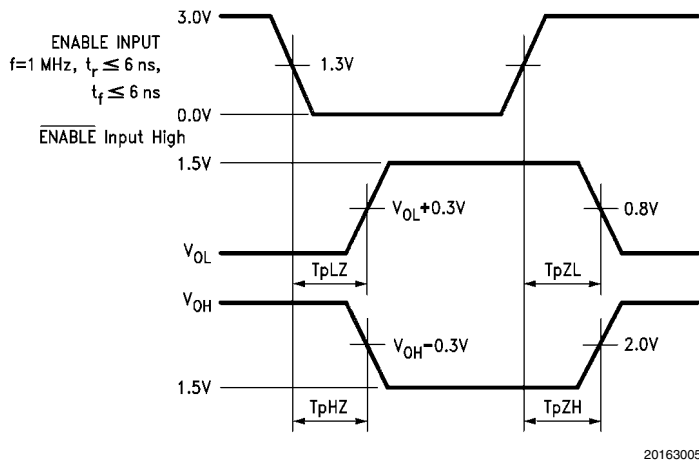 3.0V
ENABLE INPUT
f=1 MHz, tr ≤ 6 ns,
tf ≤ 6 ns
1.3V
0.0V
ENABLE Input High
1.5V
VOL+0.3V
0.8V
VOL
TpLZ
TpZL
VOH
VOH−0.3V
2.0V
1.5V
TpHZ
TpZH
20163005